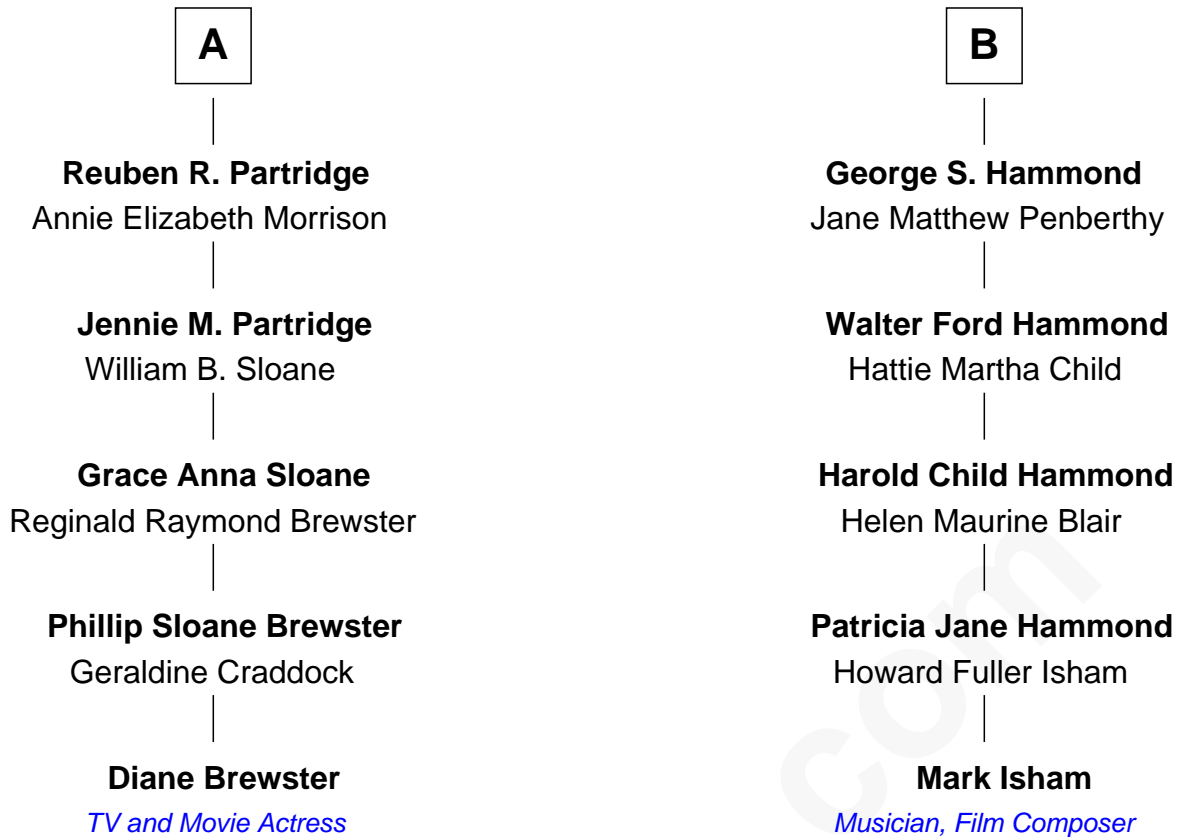 A
Reuben R. Partridge
Annie Elizabeth Morrison
Jennie M. Partridge
William B. Sloane
Grace Anna Sloane
Reginald Raymond Brewster
Phillip Sloane Brewster
Geraldine Craddock
Diane Brewster
TV and Movie Actress
B
George S. Hammond
Jane Matthew Penberthy
Walter Ford Hammond
Hattie Martha Child
Harold Child Hammond
Helen Maurine Blair
Patricia Jane Hammond
Howard Fuller Isham
Mark Isham
Musician, Film Composer
com